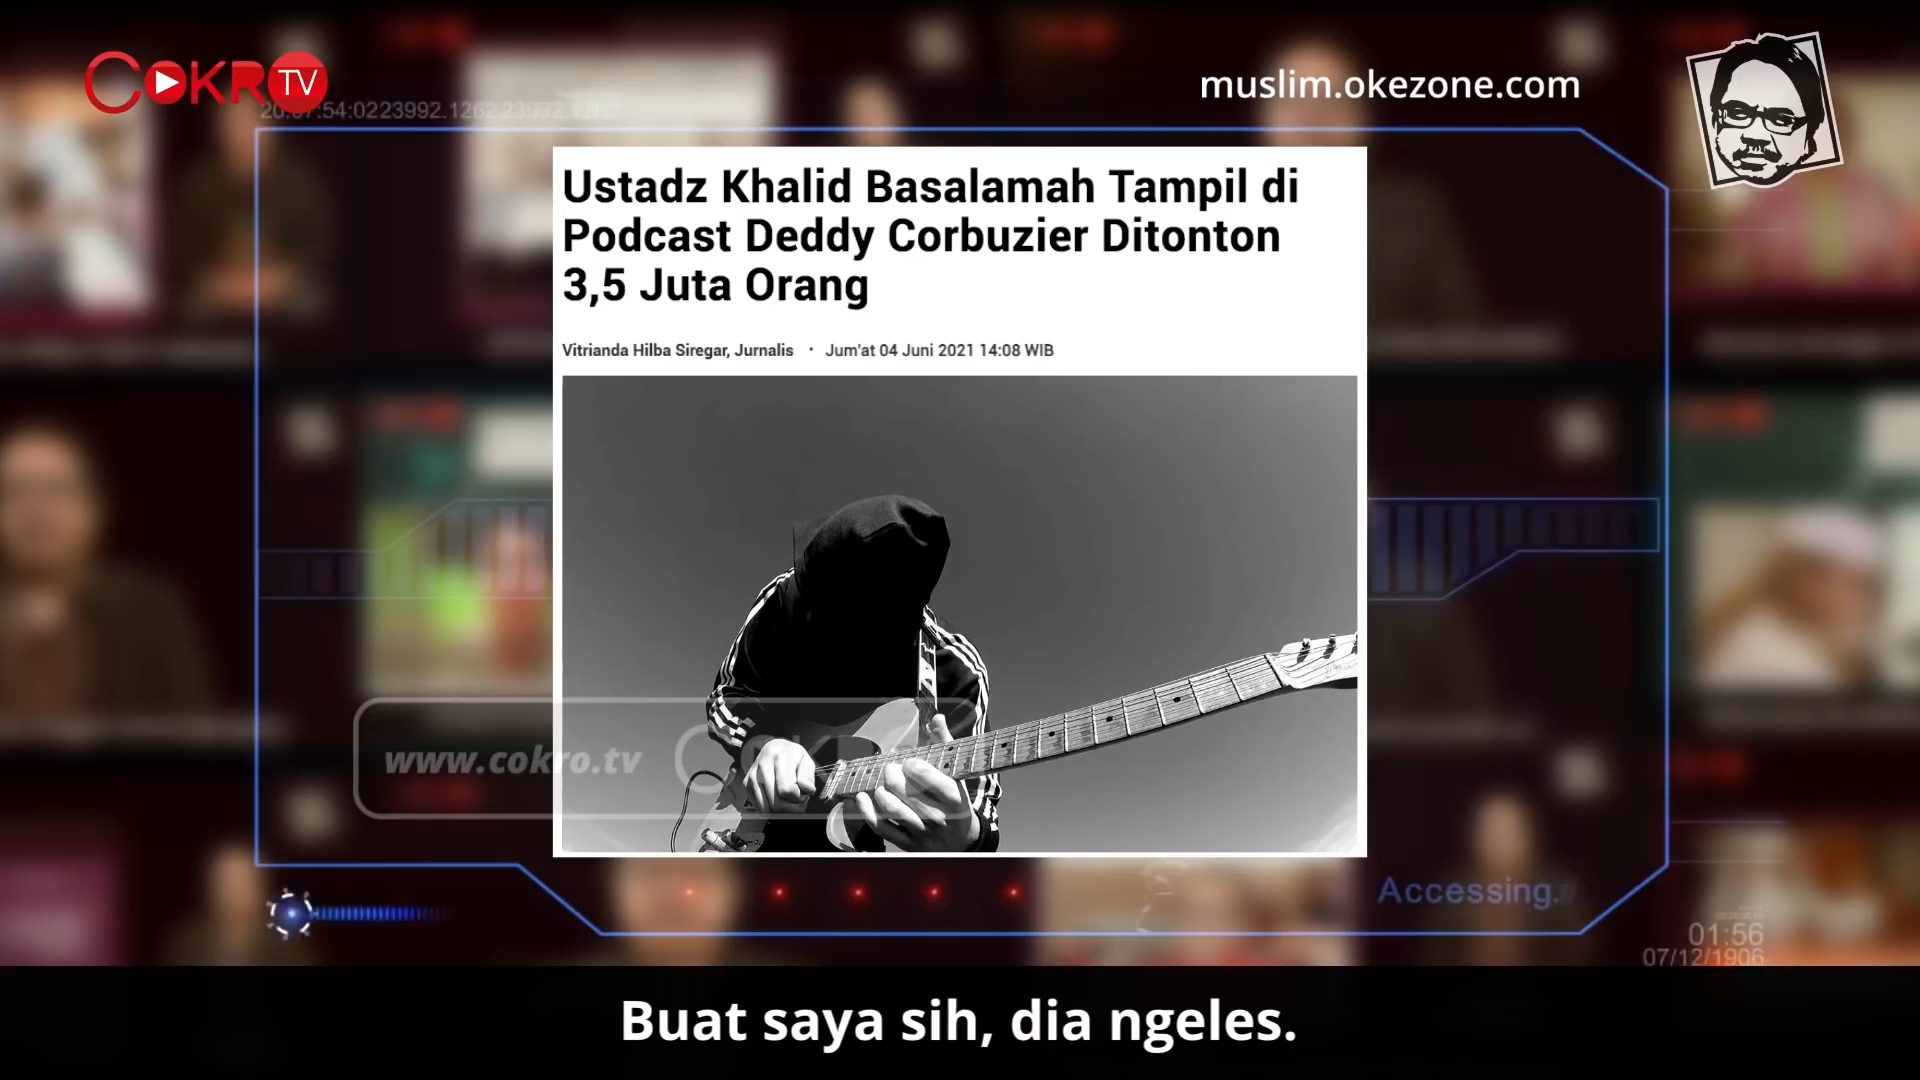 COKRO TV
muslim.okezone.com
Ustadz Khalid Basalamah Tampil di
Podcast Deddy Corbuzier Ditonton
3,5 Juta Orang
Vitrianda Hilba Siregar, Jurnalis • Jum'at 04 Juni 2021 14:08 WIB
www.cokro.tv
Accessing.
01:56
07/12/1906
Buat saya sih, dia ngeles.